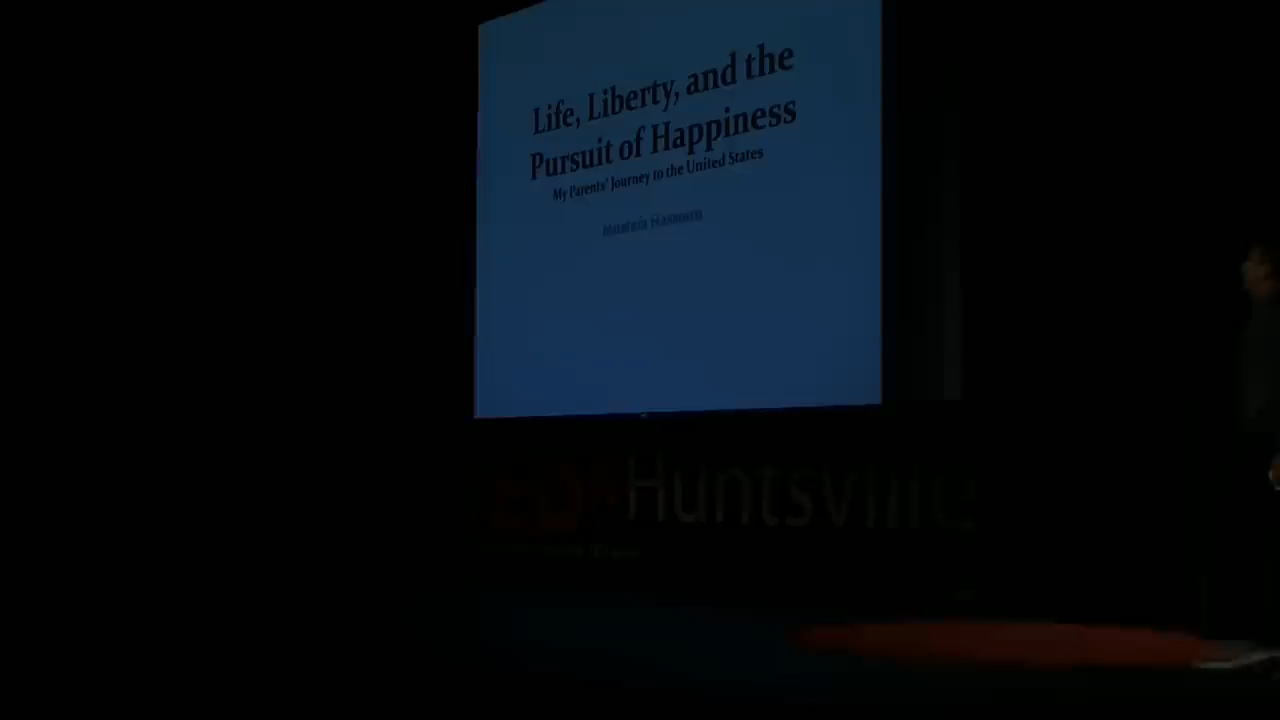 Life, Liberty, and the
Pursuit of Happiness
My Parents' Journey to the United States
Huntsville